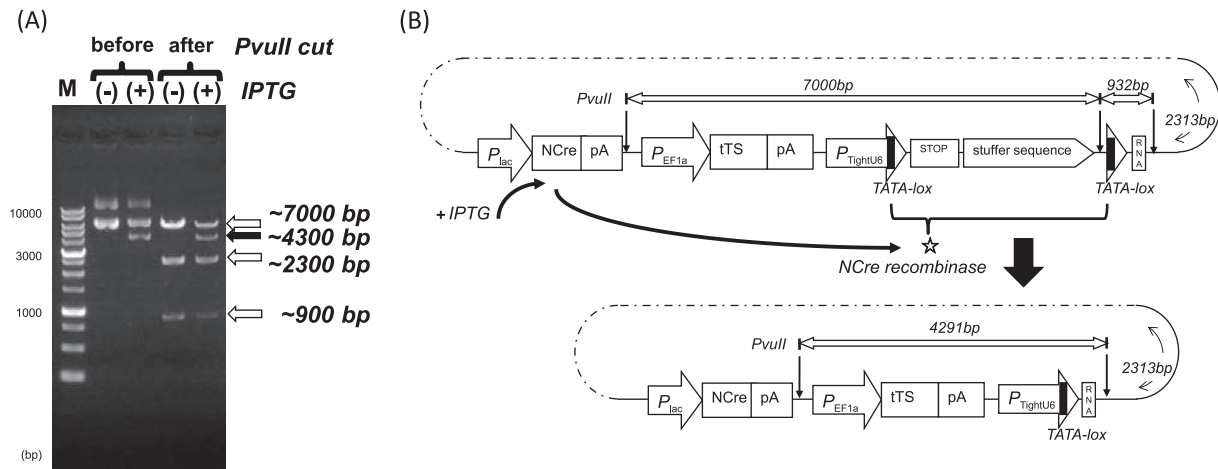 (A)
before after PvuII cut
M (-) (+) (-) (+) IPTG
10000
3000
1000
(bp)
~7000 bp
~4300 bp
~2300 bp
~900 bp
(B)
7000bp
932bp
PvuII
2313bp
Plac
NCre
pA
PEF1a
tTS
pA
PTightU6
STOP
stuffer sequence
RNA
TATA-lox
TATA-lox
+ IPTG
NCre recombinase
4291bp
PvuII
2313bp
Plac
NCre
pA
PEF1a
tTS
pA
PTightU6
RNA
TATA-lox